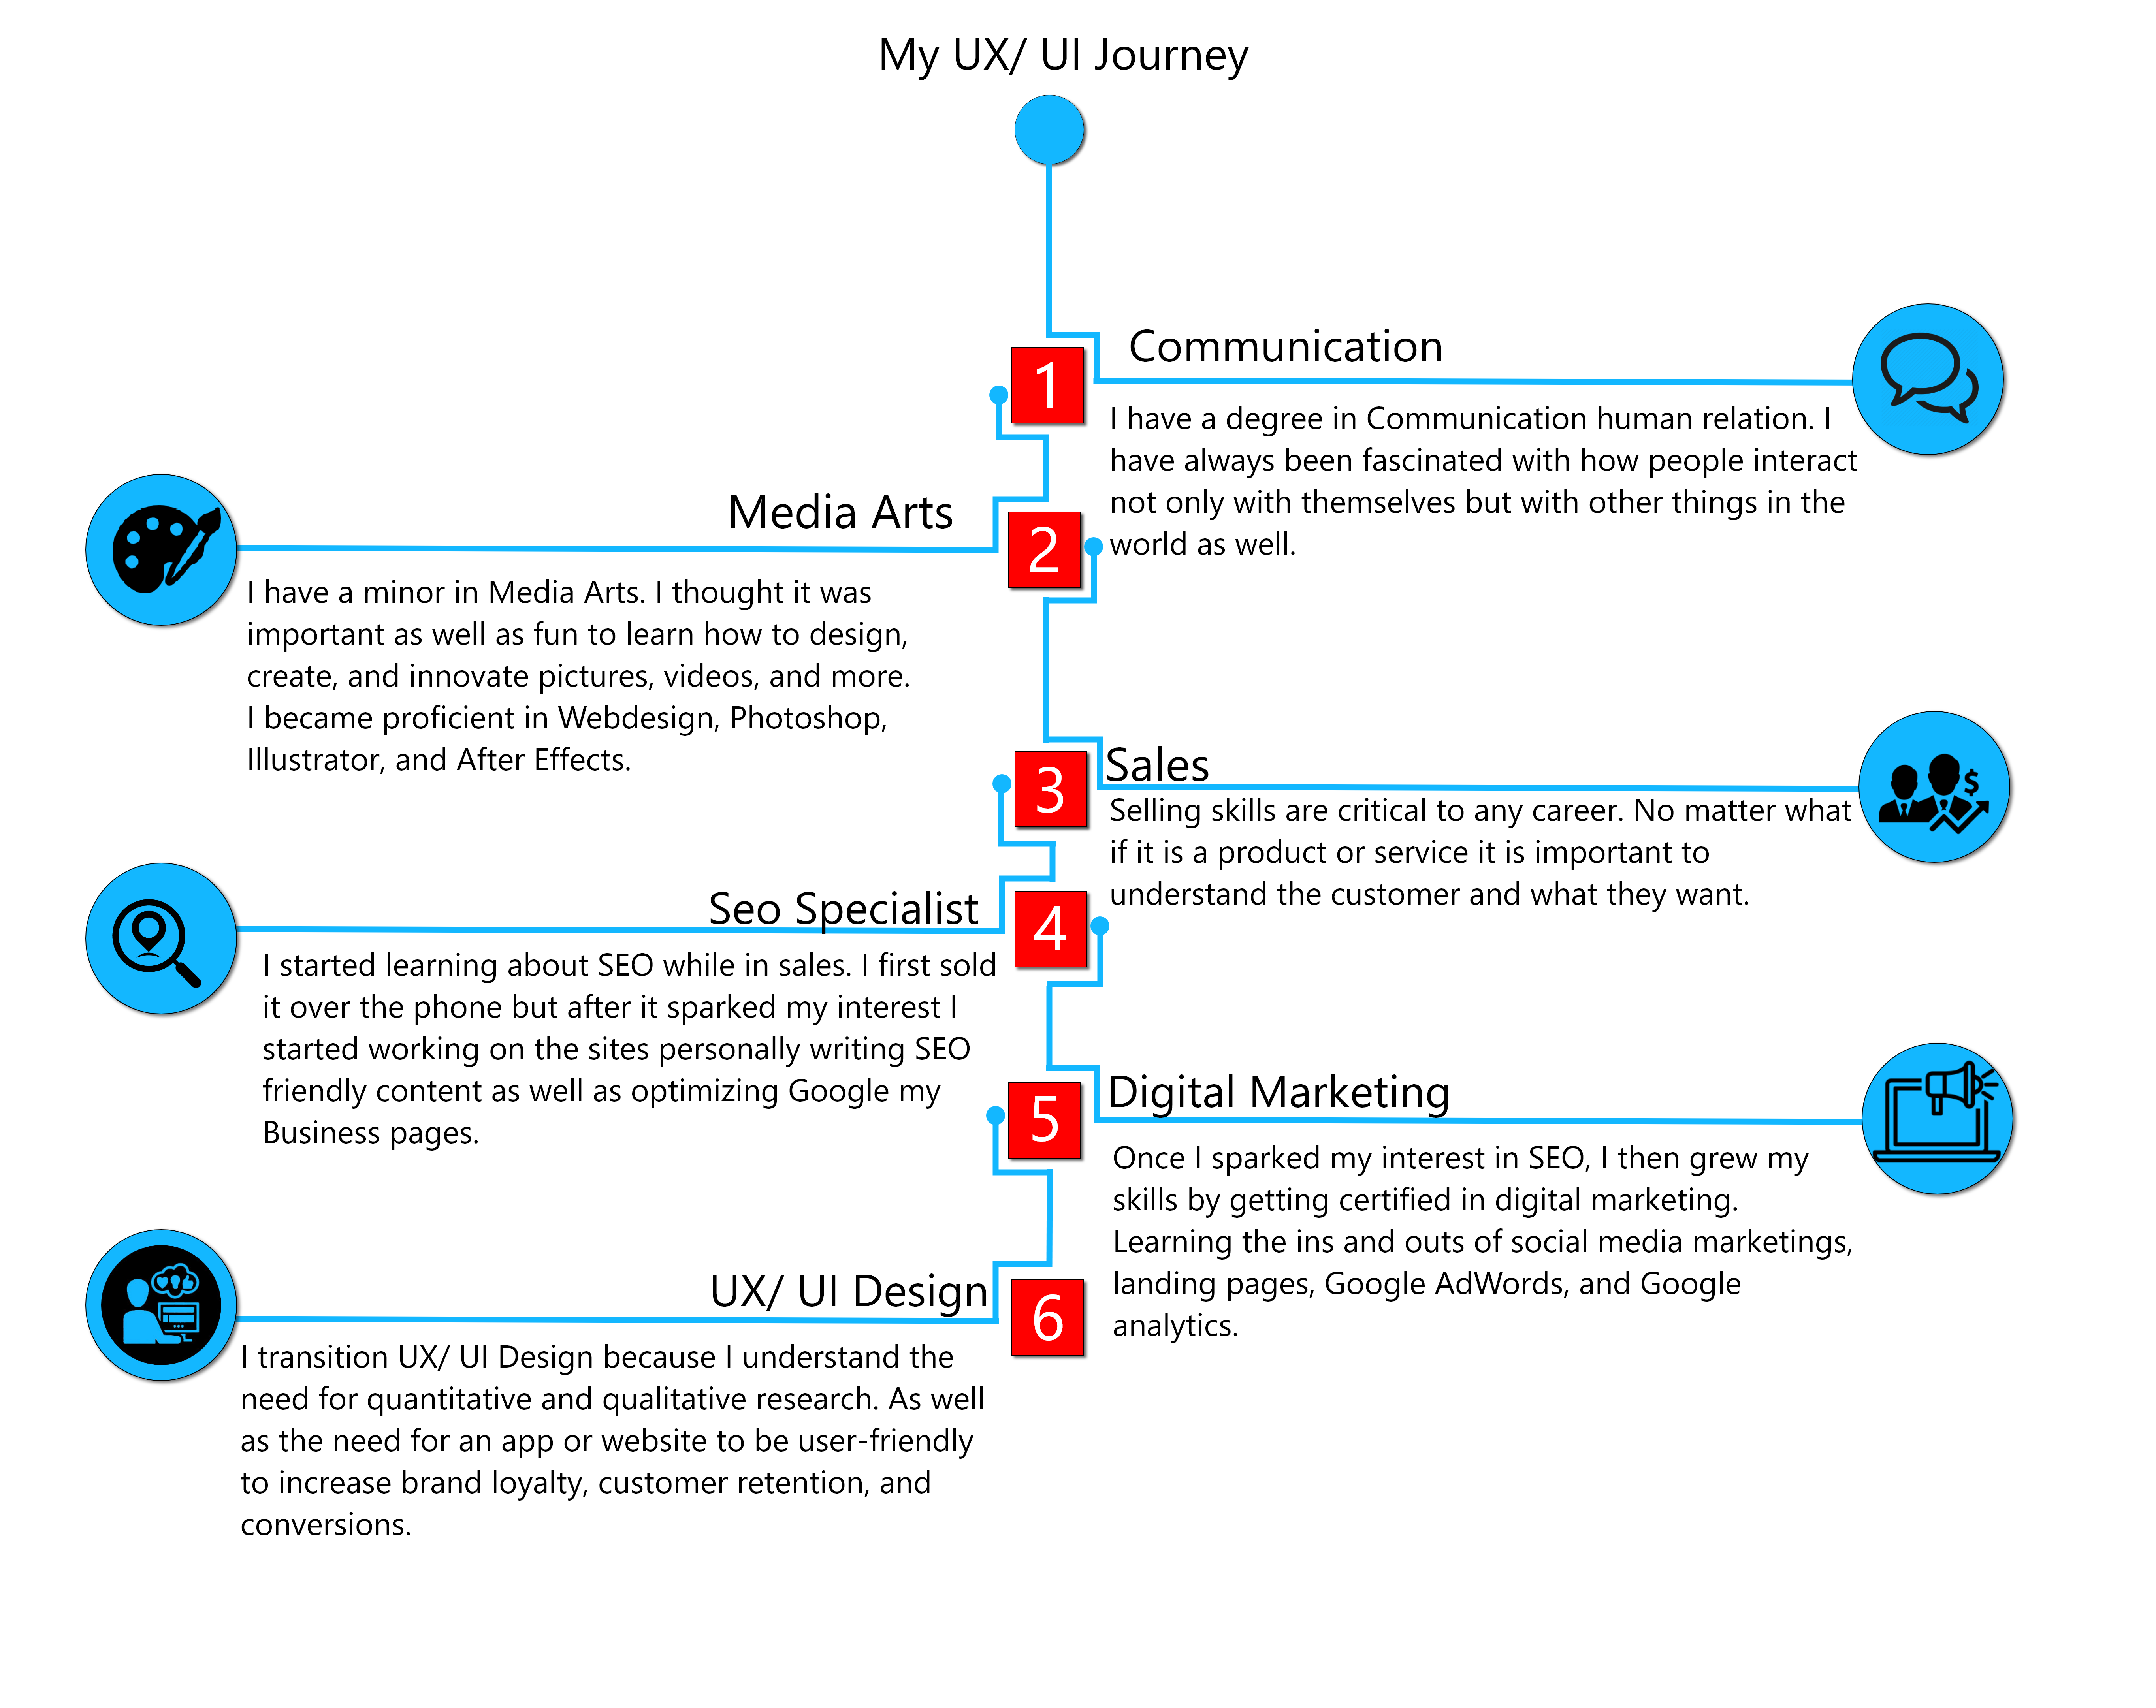 My UX/ UI Journey
1
Communication
I have a degree in Communication human relation. I
have always been fascinated with how people interact
not only with themselves but with other things in the
world as well.
2
Media Arts
I have a minor in Media Arts. I thought it was
important as well as fun to learn how to design,
create, and innovate pictures, videos, and more.
I became proficient in Webdesign, Photoshop,
Illustrator, and After Effects.
3
Sales
Selling skills are critical to any career. No matter what
if it is a product or service it is important to
understand the customer and what they want.
$
4
Seo Specialist
I started learning about SEO while in sales. I first sold
it over the phone but after it sparked my interest I
started working on the sites personally writing SEO
friendly content as well as optimizing Google my
Business pages.
5
Digital Marketing
Once I sparked my interest in SEO, I then grew my
skills by getting certified in digital marketing.
Learning the ins and outs of social media marketings,
landing pages, Google AdWords, and Google
analytics.
6
UX/ UI Design
I transition UX/ UI Design because I understand the
need for quantitative and qualitative research. As well
as the need for an app or website to be user-friendly
to increase brand loyalty, customer retention, and
conversions.